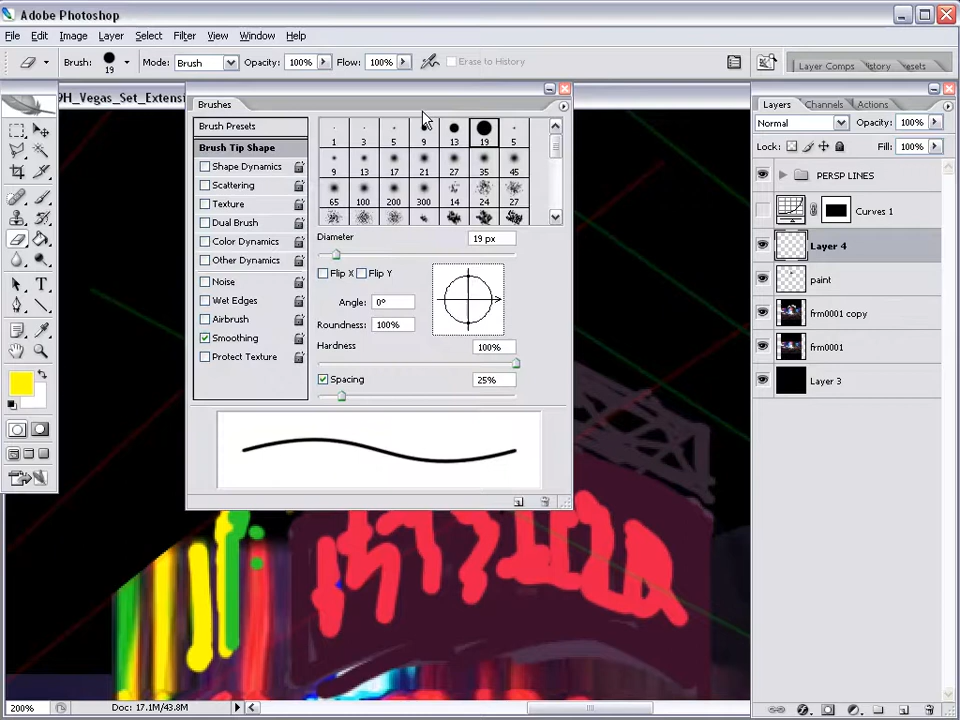 Adobe Photoshop
File Edit Image Layer Select Filter View Window Help
Brush: 19 Mode: Brush Opacity: 100% Flow: 100% Erase to History
Layer Comps History
9H_Vegas_Set_Extensi
Brushes
Brush Presets
Brush Tip Shape
Shape Dynamics
Scattering
Texture
Dual Brush
Color Dynamics
Other Dynamics
Noise
Wet Edges
Airbrush
Smoothing
Protect Texture
1 3 5 9 13 19 5
9 13 17 21 27 35 45
65 100 200 300 14 24 27
Diameter 19 px
Flip X Flip Y
Angle: 0°
Roundness: 100%
Hardness 100%
Spacing 25%
Layers Channels Actions
Normal Opacity: 100%
Lock: Fill: 100%
PERSP LINES
Curves 1
Layer 4
paint
frm0001 copy
frm0001
Layer 3
200% Doc: 17.1M/43.8M